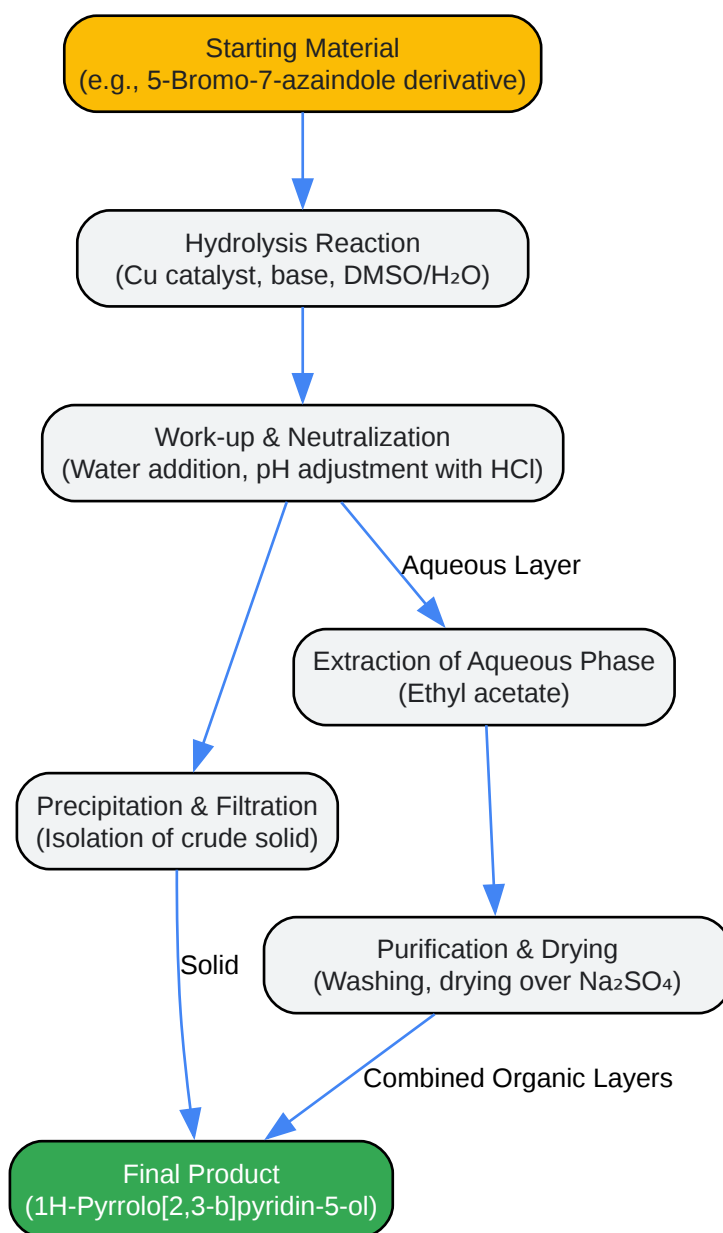 Starting Material
(e.g., 5-Bromo-7-azaindole derivative)
Hydrolysis Reaction
(Cu catalyst, base, DMSO/H₂O)
Work-up & Neutralization
(Water addition, pH adjustment with HCl)
Aqueous Layer
Extraction of Aqueous Phase
(Ethyl acetate)
Precipitation & Filtration
(Isolation of crude solid)
Purification & Drying
(Washing, drying over Na₂SO₄)
Solid
Combined Organic Layers
Final Product
(1H-Pyrrolo[2,3-b]pyridin-5-ol)